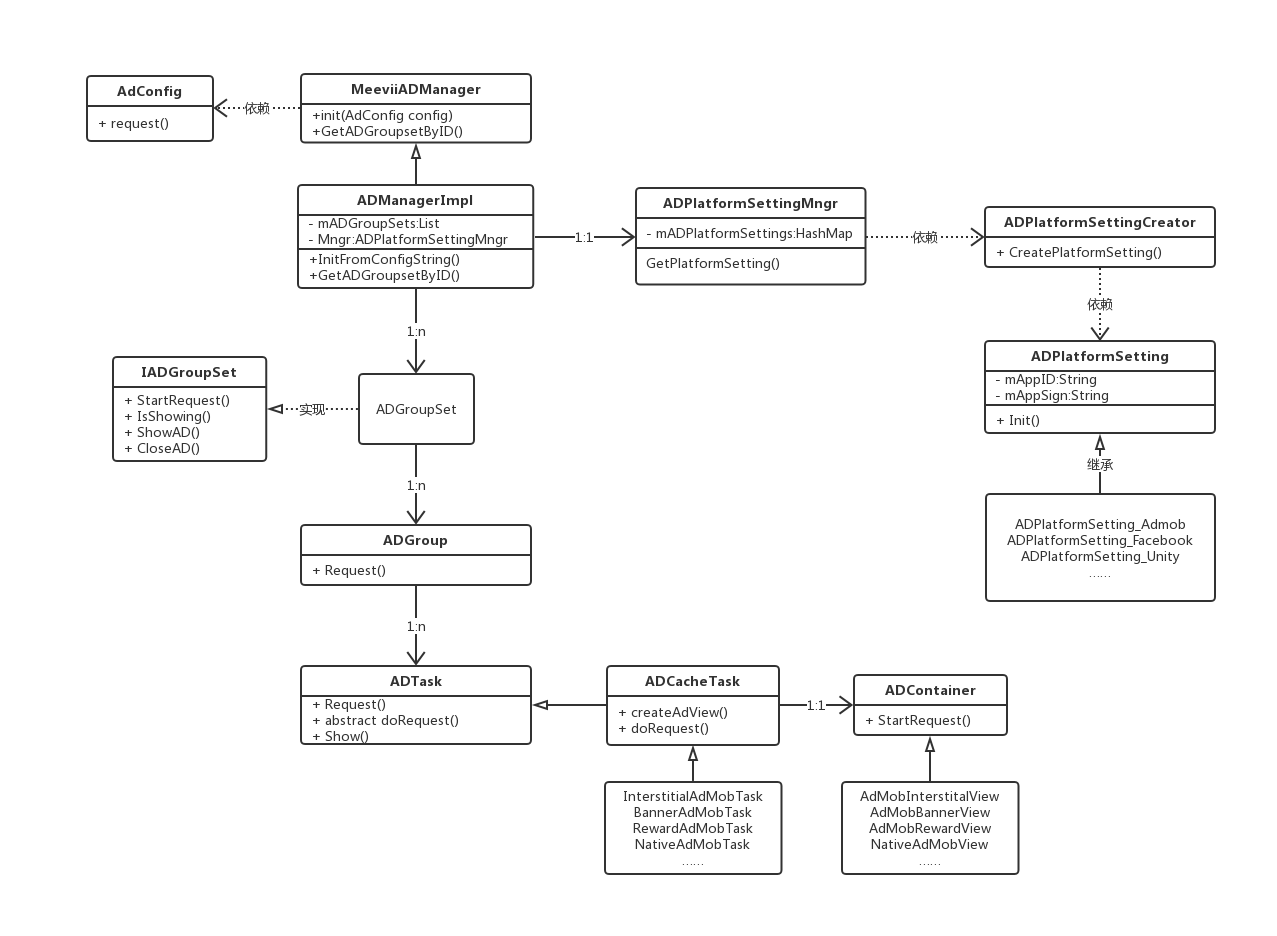 AdConfig
+ request()
依赖
MeeviiADManager
+init(AdConfig config)
+GetADGroupsetByID()
ADManagerImpl
- mADGroupSets:List
- Mngr:ADPlatformSettingMngr
+InitFromConfigString()
+GetADGroupsetByID()
1:1
ADPlatformSettingMngr
- mADPlatformSettings:HashMap
GetPlatformSetting()
依赖
ADPlatformSettingCreator
+ CreatePlatformSetting()
依赖
ADPlatformSetting
- mAppID:String
- mAppSign:String
+ Init()
继承
ADPlatformSetting_Admob
ADPlatformSetting_Facebook
ADPlatformSetting_Unity
……
1:n
IADGroupSet
+ StartRequest()
+ IsShowing()
+ ShowAD()
+ CloseAD()
实现
ADGroupSet
1:n
ADGroup
+ Request()
1:n
ADTask
+ Request()
+ abstract doRequest()
+ Show()
ADCacheTask
+ createAdView()
+ doRequest()
1:1
ADContainer
+ StartRequest()
InterstitialAdMobTask
BannerAdMobTask
RewardAdMobTask
NativeAdMobTask
……
AdMobInterstitalView
AdMobBannerView
AdMobRewardView
NativeAdMobView
……